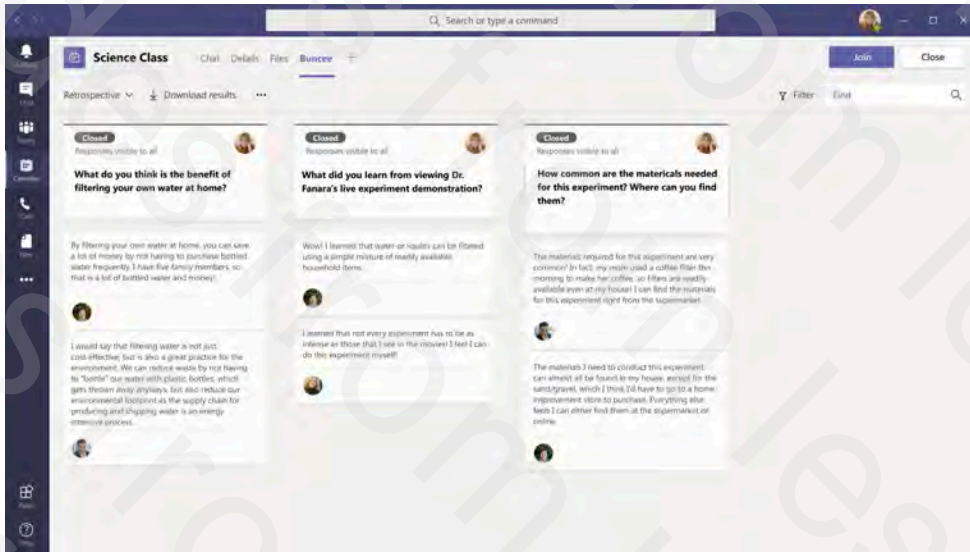 Search or type a command
Science Class
Chat Details Files Buncee +
Join
Close
Retrospective
Download results
Filter
Find
Closed
Responses visible to all
What do you think is the benefit of
filtering your own water at home?
By filtering your own water at home, you can save
a lot of money by not having to purchase bottled
water frequently. I have five family members, so
that is a lot of bottled water and money!
I would say that filtering water is not just
cost-effective, but is also a great practice for the
environment. We can reduce waste by not having
to "bottle" our water with plastic bottles, which
gets thrown away anyways, but also reduce our
environmental footprint as the supply chain for
producing and shipping water is an energy
intensive process.
Closed
Responses visible to all
What did you learn from viewing Dr.
Fanara's live experiment demonstration?
Wow! I learned that water or liquids can be filtered
using a simple mixture of readily available
household items.
I learned that not every experiment has to be as
intense as those that I see in the movies! I feel I can
do this experiment myself!
Closed
Responses visible to all
How common are the matericals needed
for this experiment? Where can you find
them?
The materials required for this experiment are very
common! In fact, my mom used a coffee filter this
morning to make her coffee, so filters are readily
available even at my house! I can find the materials
for this experiment right from the supermarket.
The materials I need to conduct this experiment
can almost all be found in my house, except for the
sand/gravel, which I think I'd have to go to a home
improvement store to purchase. Everything else
feels I can either find them at the supermarket or
online.